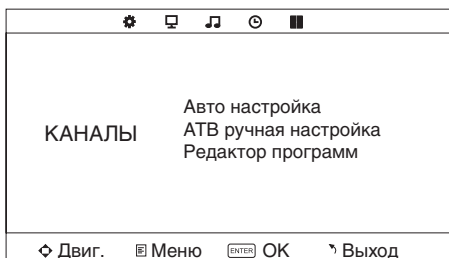 КАНАЛЫ
Авто настройка
АТВ ручная настройка
Редактор программ
Двиг. Меню ENTER OK Выход